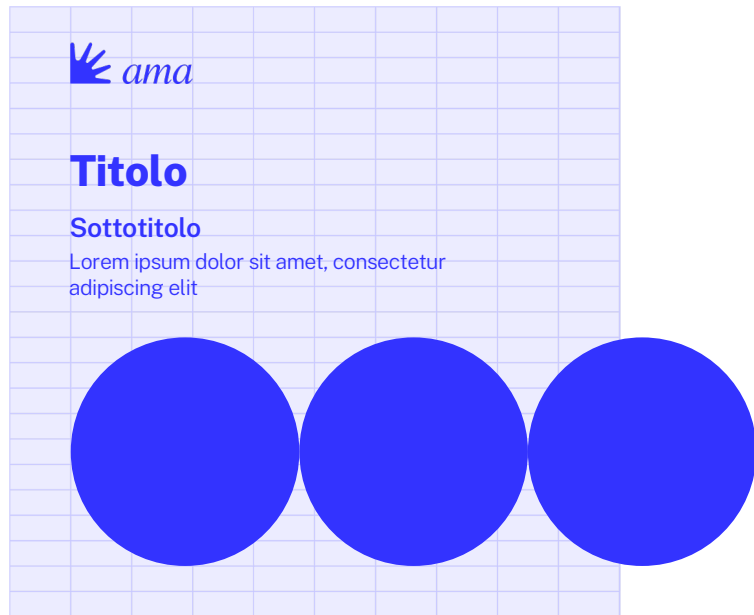 ama
Titolo
Sottotitolo
Lorem ipsum dolor sit amet, consectetur
adipiscing elit